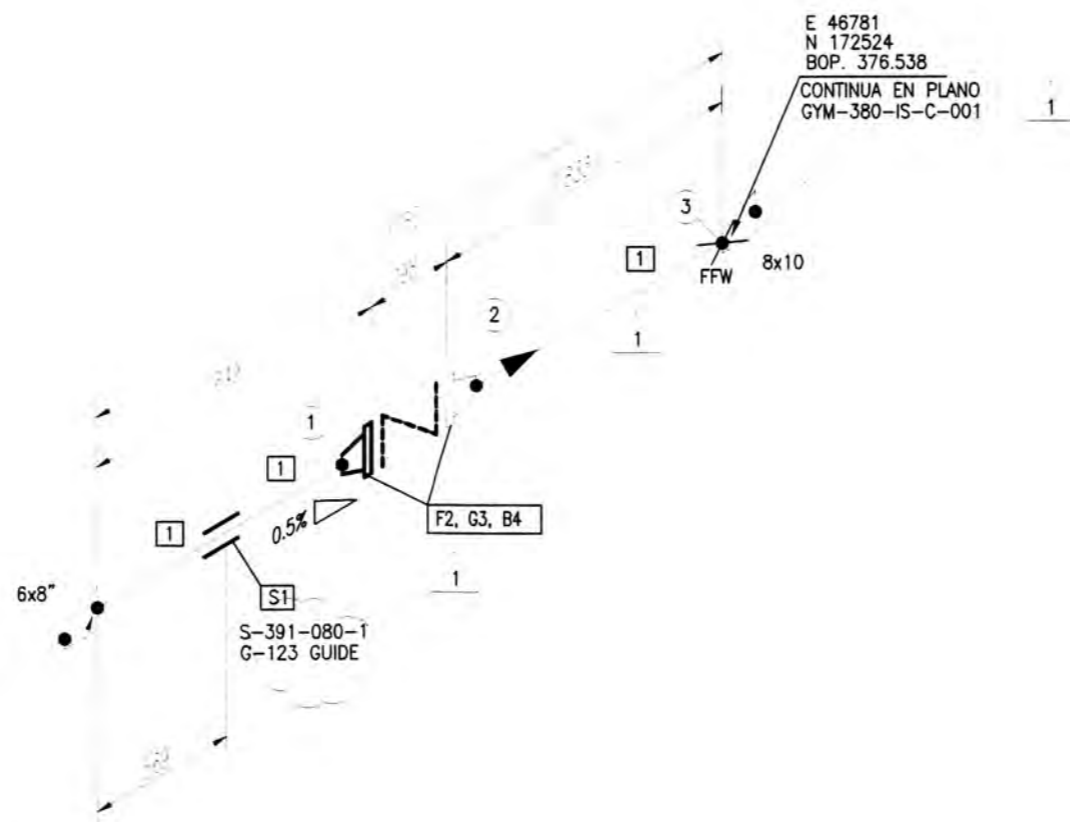 E 46781
N 172524
BOP. 376.538
CONTINUA EN PLANO
GYM-380-IS-C-001
1
3
1
FFW
8x10
2
1
1
1
1
0.5%
F2, G3, B4
1
6x8"
S1
S-391-080-1
G-123 GUIDE